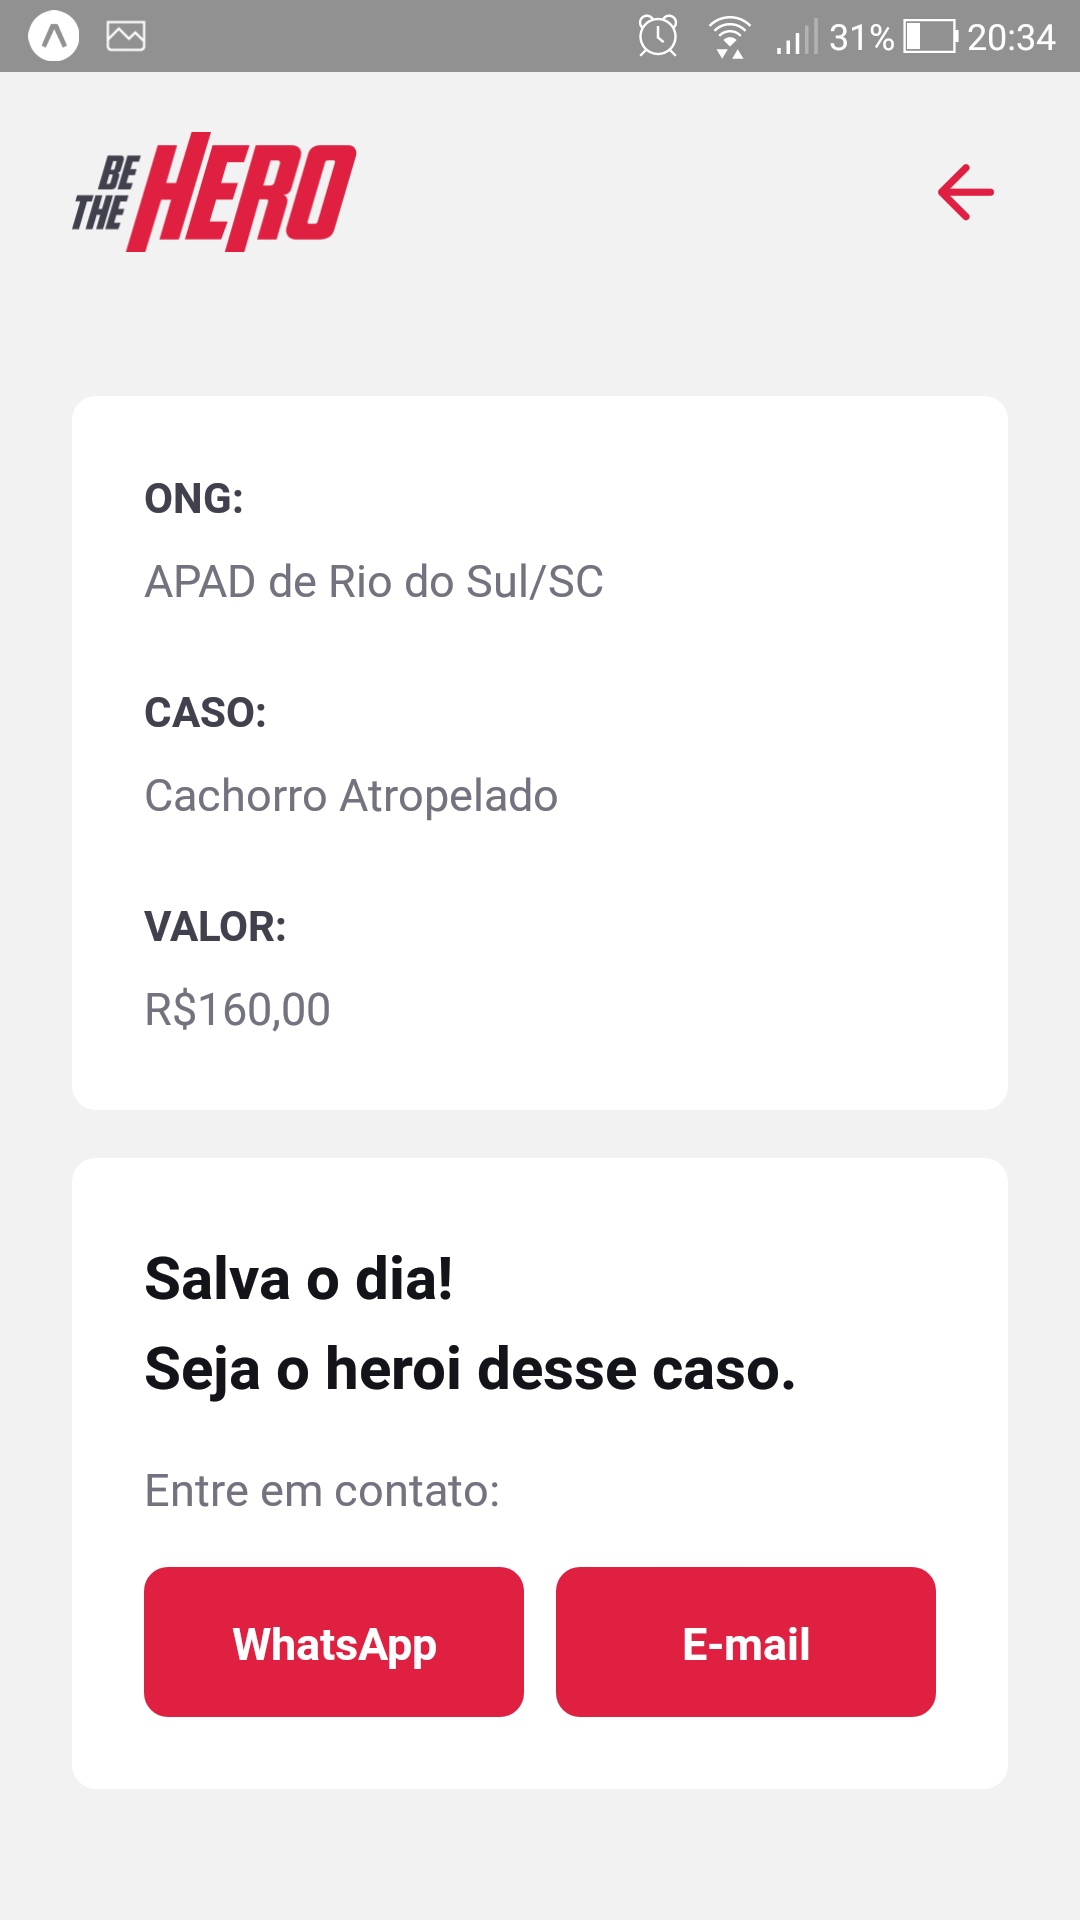 31% 20:34
BE
THE HERO
ONG:
APAD de Rio do Sul/SC
CASO:
Cachorro Atropelado
VALOR:
R$160,00
Salva o dia!
Seja o heroi desse caso.
Entre em contato:
WhatsApp E-mail